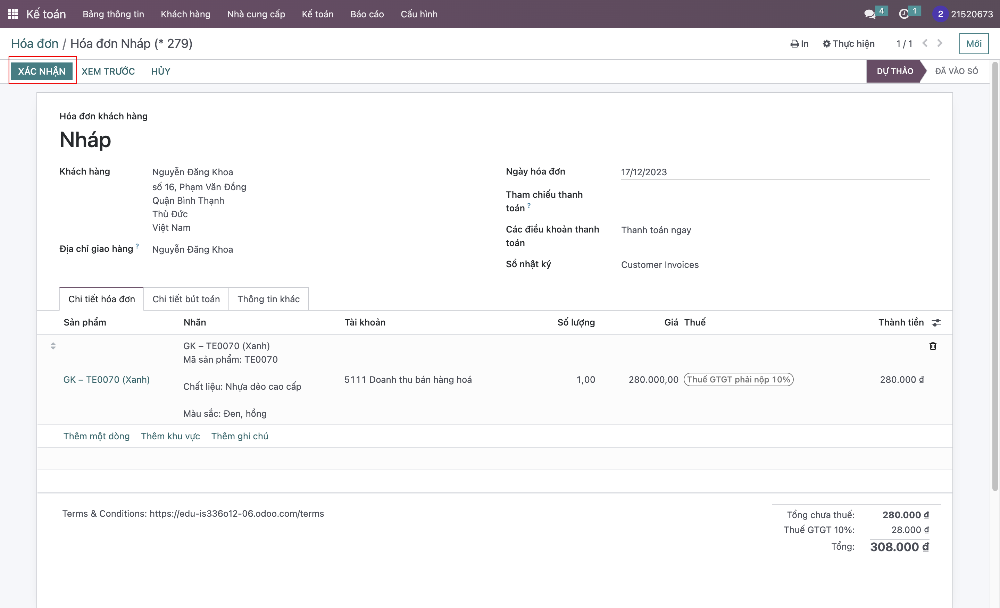 Kế toán Bảng thông tin Khách hàng Nhà cung cấp Kế toán Báo cáo Cấu hình 4 1 2 21520673
Hóa đơn / Hóa đơn Nháp (* 279) In Thực hiện 1 / 1 Mới
XÁC NHẬN XEM TRƯỚC HỦY DỰ THẢO ĐÃ VÀO SỔ
Hóa đơn khách hàng
Nháp
Khách hàng Nguyễn Đăng Khoa
số 16, Phạm Văn Đồng
Quận Bình Thạnh
Thủ Đức
Việt Nam
Địa chỉ giao hàng ? Nguyễn Đăng Khoa
Ngày hóa đơn 17/12/2023
Tham chiếu thanh
toán ?
Các điều khoản thanh Thanh toán ngay
toán
Sổ nhật ký Customer Invoices
Chi tiết hóa đơn Chi tiết bút toán Thông tin khác
Sản phẩm Nhãn Tài khoản Số lượng Giá Thuế Thành tiền
GK – TE0070 (Xanh)
Mã sản phẩm: TE0070
GK – TE0070 (Xanh) 5111 Doanh thu bán hàng hoá 1,00 280.000,00 Thuế GTGT phải nộp 10% 280.000 ₫
Chất liệu: Nhựa dẻo cao cấp
Màu sắc: Đen, hồng
Thêm một dòng Thêm khu vực Thêm ghi chú
Terms & Conditions: https://edu-is336o12-06.odoo.com/terms
Tổng chưa thuế: 280.000 ₫
Thuế GTGT 10%: 28.000 ₫
Tổng: 308.000 ₫